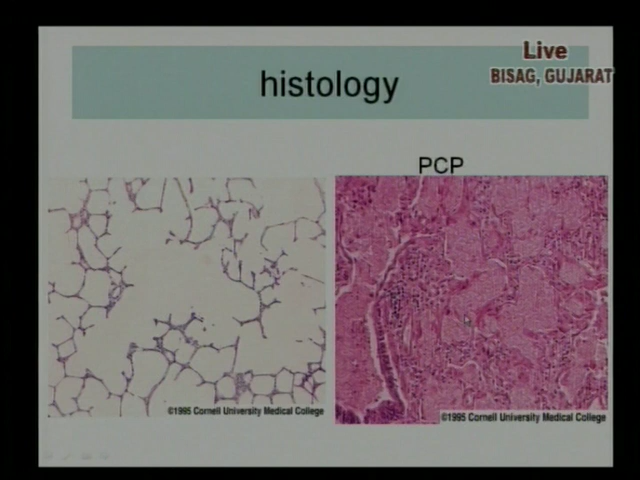 Live
BISAG, GUJARAT
histology
PCP
©1995 Cornell University Medical College
©1995 Cornell University Medical College